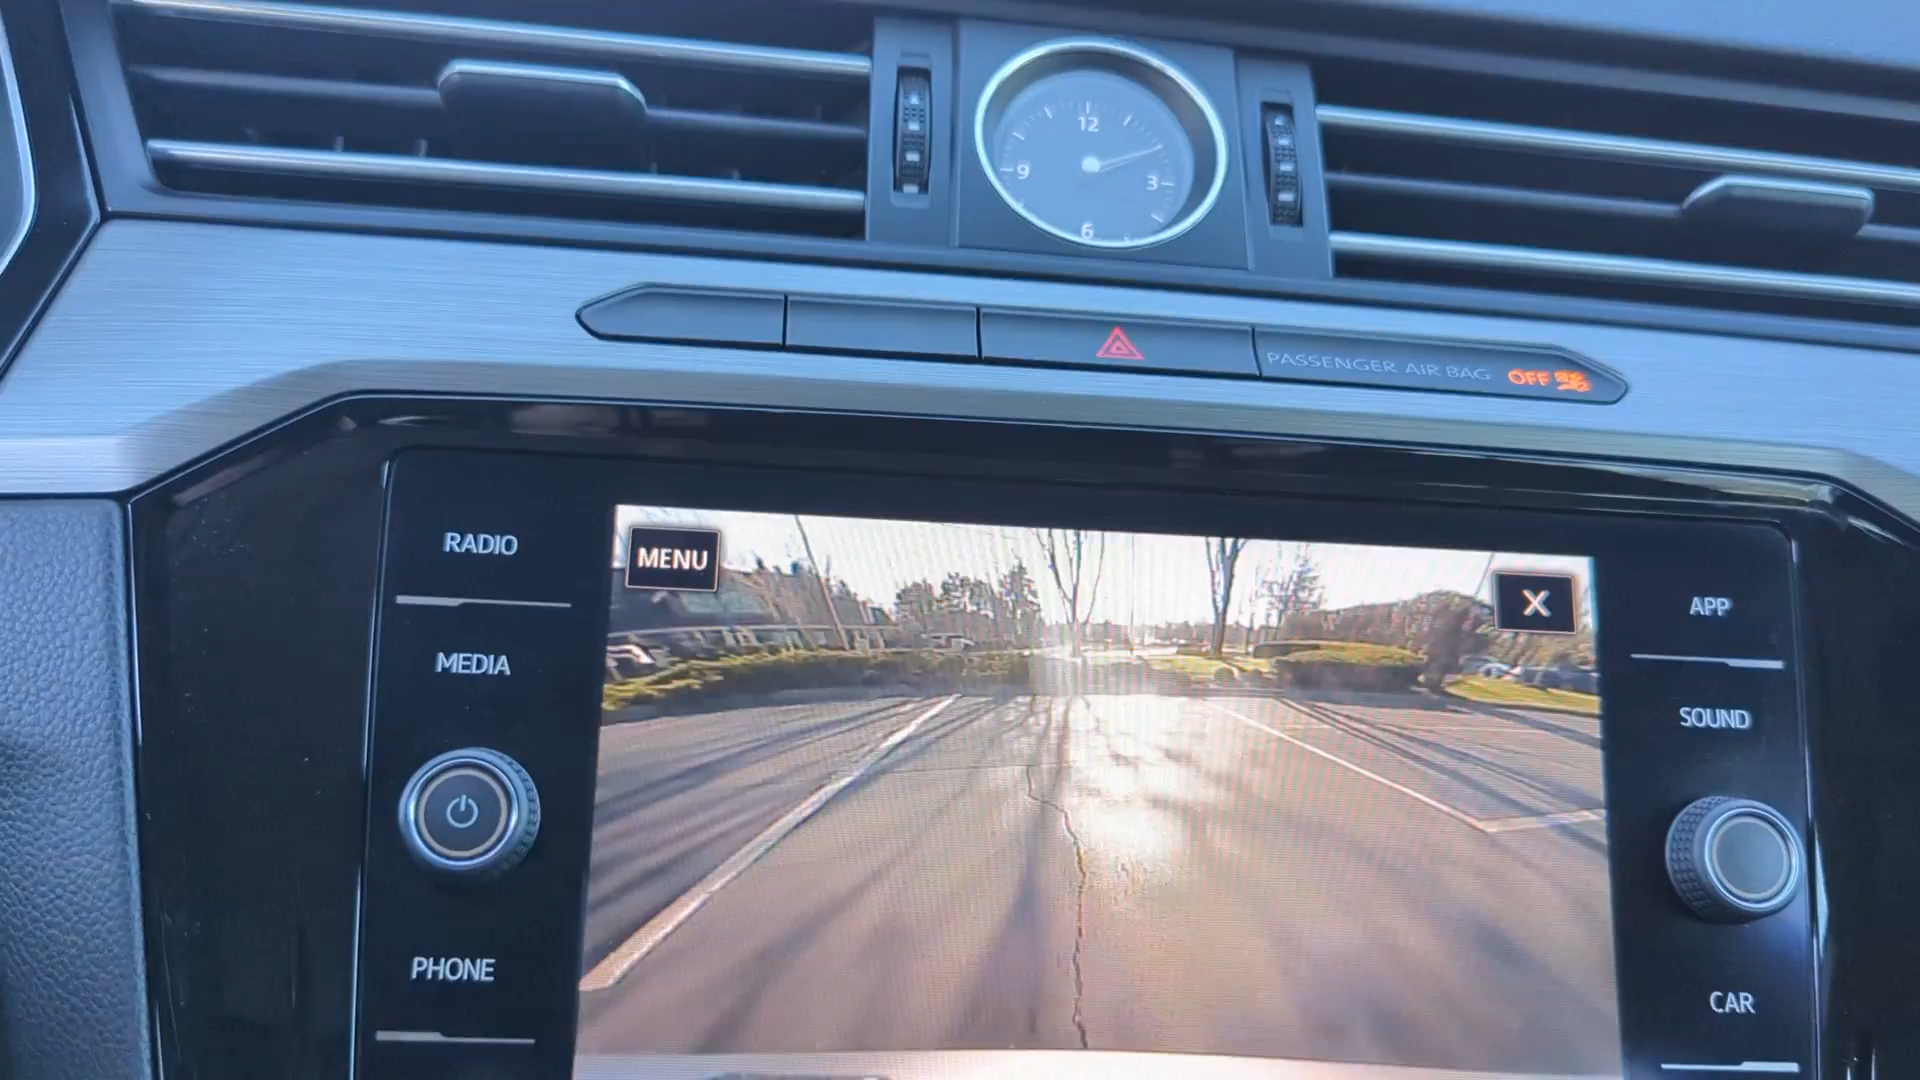 12
9
3
6
PASSENGER AIR BAG OFF
RADIO
MENU
X
MEDIA
APP
SOUND
PHONE
CAR